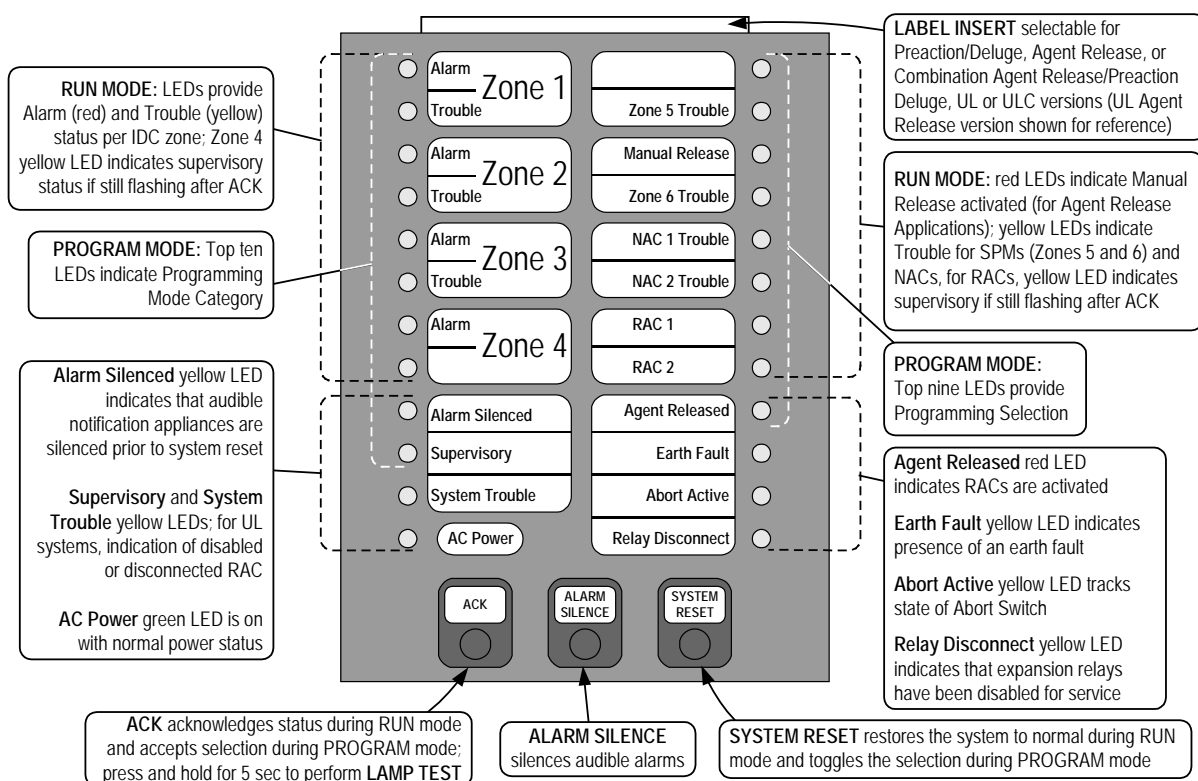 LABEL INSERT selectable for
Preaction/Deluge, Agent Release, or
Combination Agent Release/Preaction
Deluge, UL or ULC versions (UL Agent
Release version shown for reference)
RUN MODE: LEDs provide
Alarm (red) and Trouble (yellow)
status per IDC zone; Zone 4
yellow LED indicates supervisory
status if still flashing after ACK
PROGRAM MODE: Top ten
LEDs indicate Programming
Mode Category
Alarm Silenced yellow LED
indicates that audible
notification appliances are
silenced prior to system reset
Supervisory and System
Trouble yellow LEDs; for UL
systems, indication of disabled
or disconnected RAC
AC Power green LED is on
with normal power status
Alarm
Zone 1
Trouble
Alarm
Zone 2
Trouble
Alarm
Zone 3
Trouble
Alarm
Zone 4
Alarm Silenced
Supervisory
System Trouble
AC Power
Zone 5 Trouble
Manual Release
Zone 6 Trouble
NAC 1 Trouble
NAC 2 Trouble
RAC 1
RAC 2
Agent Released
Earth Fault
Abort Active
Relay Disconnect
RUN MODE: red LEDs indicate Manual
Release activated (for Agent Release
Applications); yellow LEDs indicate
Trouble for SPMs (Zones 5 and 6) and
NACs, for RACs, yellow LED indicates
supervisory if still flashing after ACK
PROGRAM MODE:
Top nine LEDs provide
Programming Selection
Agent Released red LED
indicates RACs are activated
Earth Fault yellow LED indicates
presence of an earth fault
Abort Active yellow LED tracks
state of Abort Switch
Relay Disconnect yellow LED
indicates that expansion relays
have been disabled for service
ACK
ALARM
SILENCE
SYSTEM
RESET
ACK acknowledges status during RUN mode
and accepts selection during PROGRAM mode;
press and hold for 5 sec to perform LAMP TEST
ALARM SILENCE
silences audible alarms
SYSTEM RESET restores the system to normal during RUN
mode and toggles the selection during PROGRAM mode